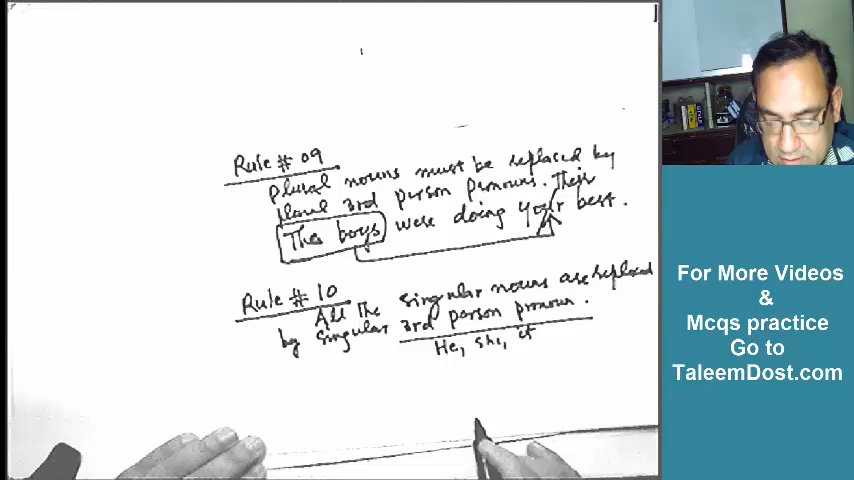 Rule # 09
plural nouns must be replaced by
plural 3rd person pronouns. Their
The boys were doing your best.
Rule # 10
All the singular nouns are replaced
by singular 3rd person pronoun.
He, she, it
For More Videos
&
Mcqs practice
Go to
TaleemDost.com